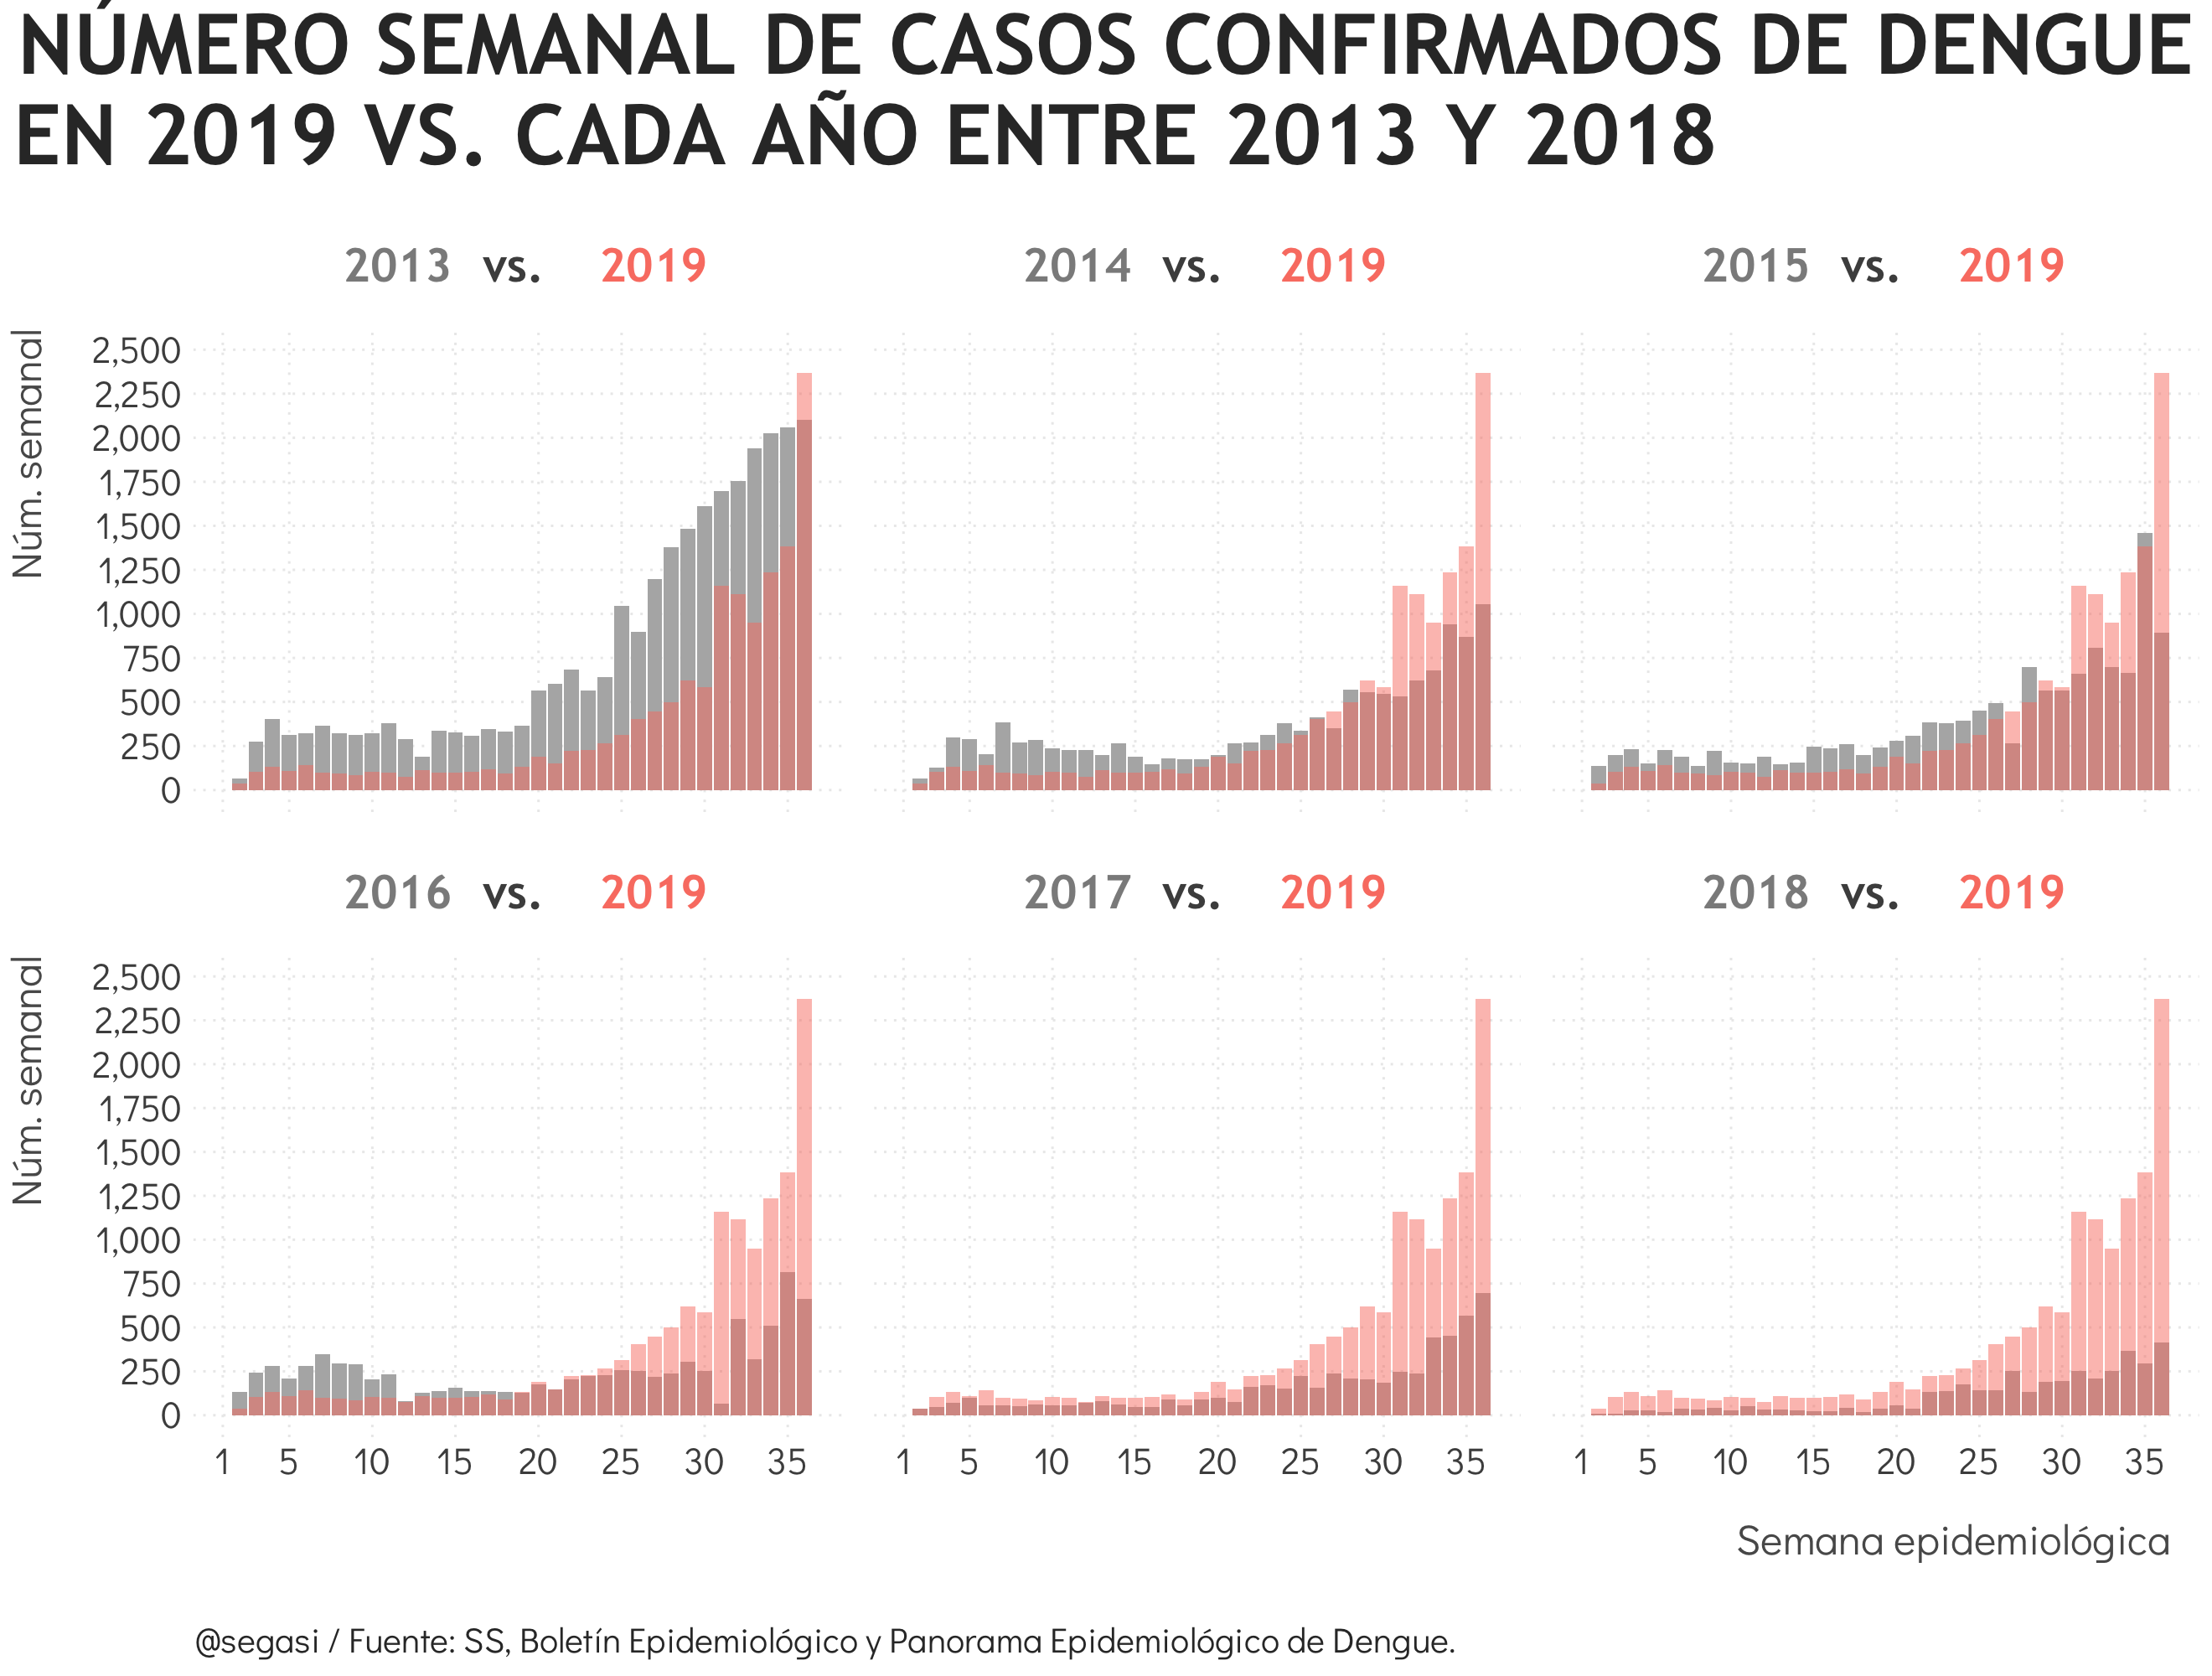 NÚMERO SEMANAL DE CASOS CONFIRMADOS DE DENGUE
EN 2019 VS. CADA AÑO ENTRE 2013 Y 2018
2013 vs. 2019
2014 vs. 2019
2015 vs. 2019
Núm. semanal
2,500
2,250
2,000
1,750
1,500
1,250
1,000
750
500
250
0
2016 vs. 2019
2017 vs. 2019
2018 vs. 2019
Núm. semanal
2,500
2,250
2,000
1,750
1,500
1,250
1,000
750
500
250
0
1 5 10 15 20 25 30 35
1 5 10 15 20 25 30 35
1 5 10 15 20 25 30 35
Semana epidemiológica
@segasi / Fuente: SS, Boletín Epidemiológico y Panorama Epidemiológico de Dengue.